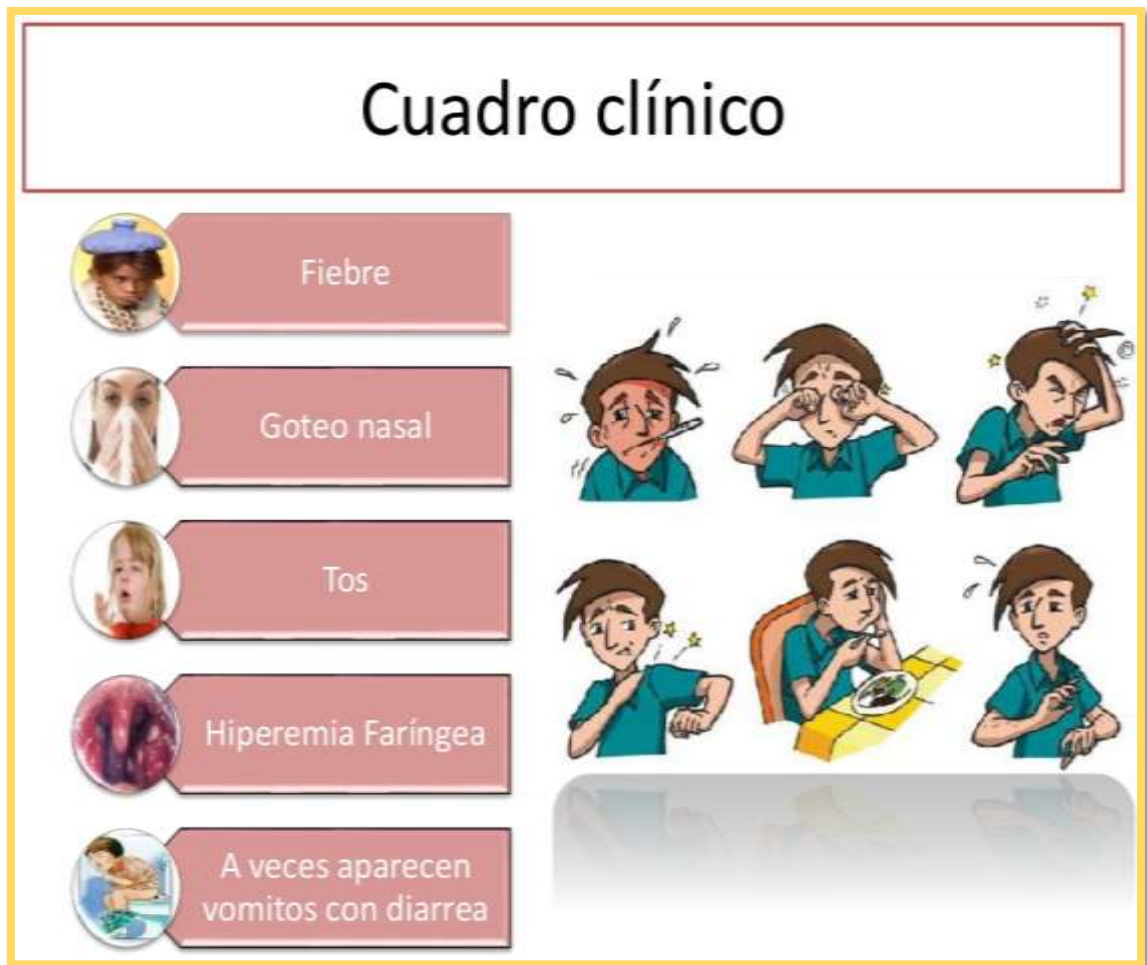 Cuadro clínico
Fiebre
Goteo nasal
Tos
Hiperemia Faríngea
A veces aparecen
vomitos con diarrea